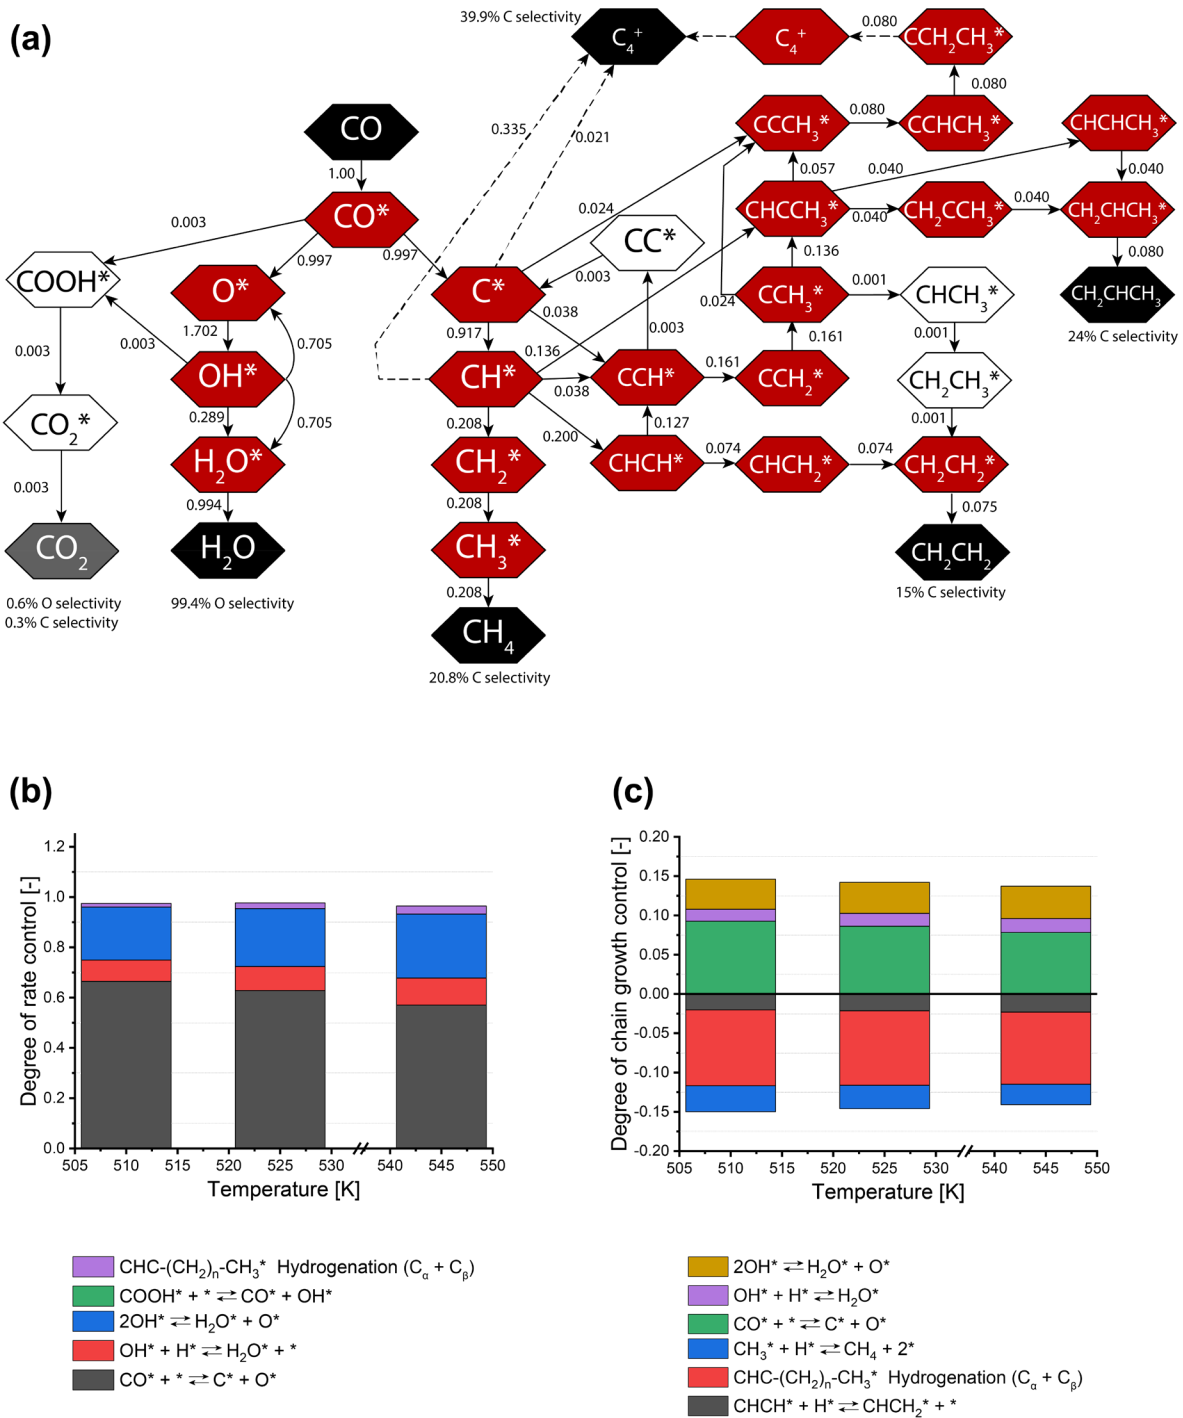 (a)
39.9% C selectivity
C4+
C4+
0.080
CCH2CH3*
0.335
0.021
0.080
CO
1.00
CCCH3*
0.080
CCHCH3*
CHCHCH3*
0.057
0.040
0.040
0.003
CO*
0.997
0.997
0.024
CC*
CHCCH3*
0.040
CH2CCH3*
0.040
CH2CHCH3*
0.136
0.080
COOH*
O*
C*
0.003
0.024
CCH3*
0.001
CHCH3*
CH2CHCH3
24% C selectivity
0.003
0.003
1.702
0.705
0.917
0.038
0.136
0.003
0.161
0.001
OH*
CH*
0.038
CCH*
0.161
CCH2*
CH2CH3*
CO2*
0.289
0.705
0.208
0.200
0.127
0.001
H2O*
CH2*
CHCH*
0.074
CHCH2*
0.074
CH2CH2*
0.003
0.994
0.208
0.075
CO2
H2O
CH3*
CH2CH2
0.6% O selectivity
0.3% C selectivity
99.4% O selectivity
15% C selectivity
0.208
CH4
20.8% C selectivity
(b)
Degree of rate control [-]
1.2
1.0
0.8
0.6
0.4
0.2
0.0
505 510 515 520 525 530 540 545 550
Temperature [K]
CHC-(CH2)n-CH3* Hydrogenation (Cα + Cβ)
COOH* + * ⇄ CO* + OH*
2OH* ⇄ H2O* + O*
OH* + H* ⇄ H2O* + *
CO* + * ⇄ C* + O*
(c)
Degree of chain growth control [-]
0.20
0.15
0.10
0.05
0.00
-0.05
-0.10
-0.15
-0.20
505 510 515 520 525 530 540 545 550
Temperature [K]
2OH* ⇄ H2O* + O*
OH* + H* ⇄ H2O*
CO* + * ⇄ C* + O*
CH3* + H* ⇄ CH4 + 2*
CHC-(CH2)n-CH3* Hydrogenation (Cα + Cβ)
CHCH* + H* ⇄ CHCH2* + *